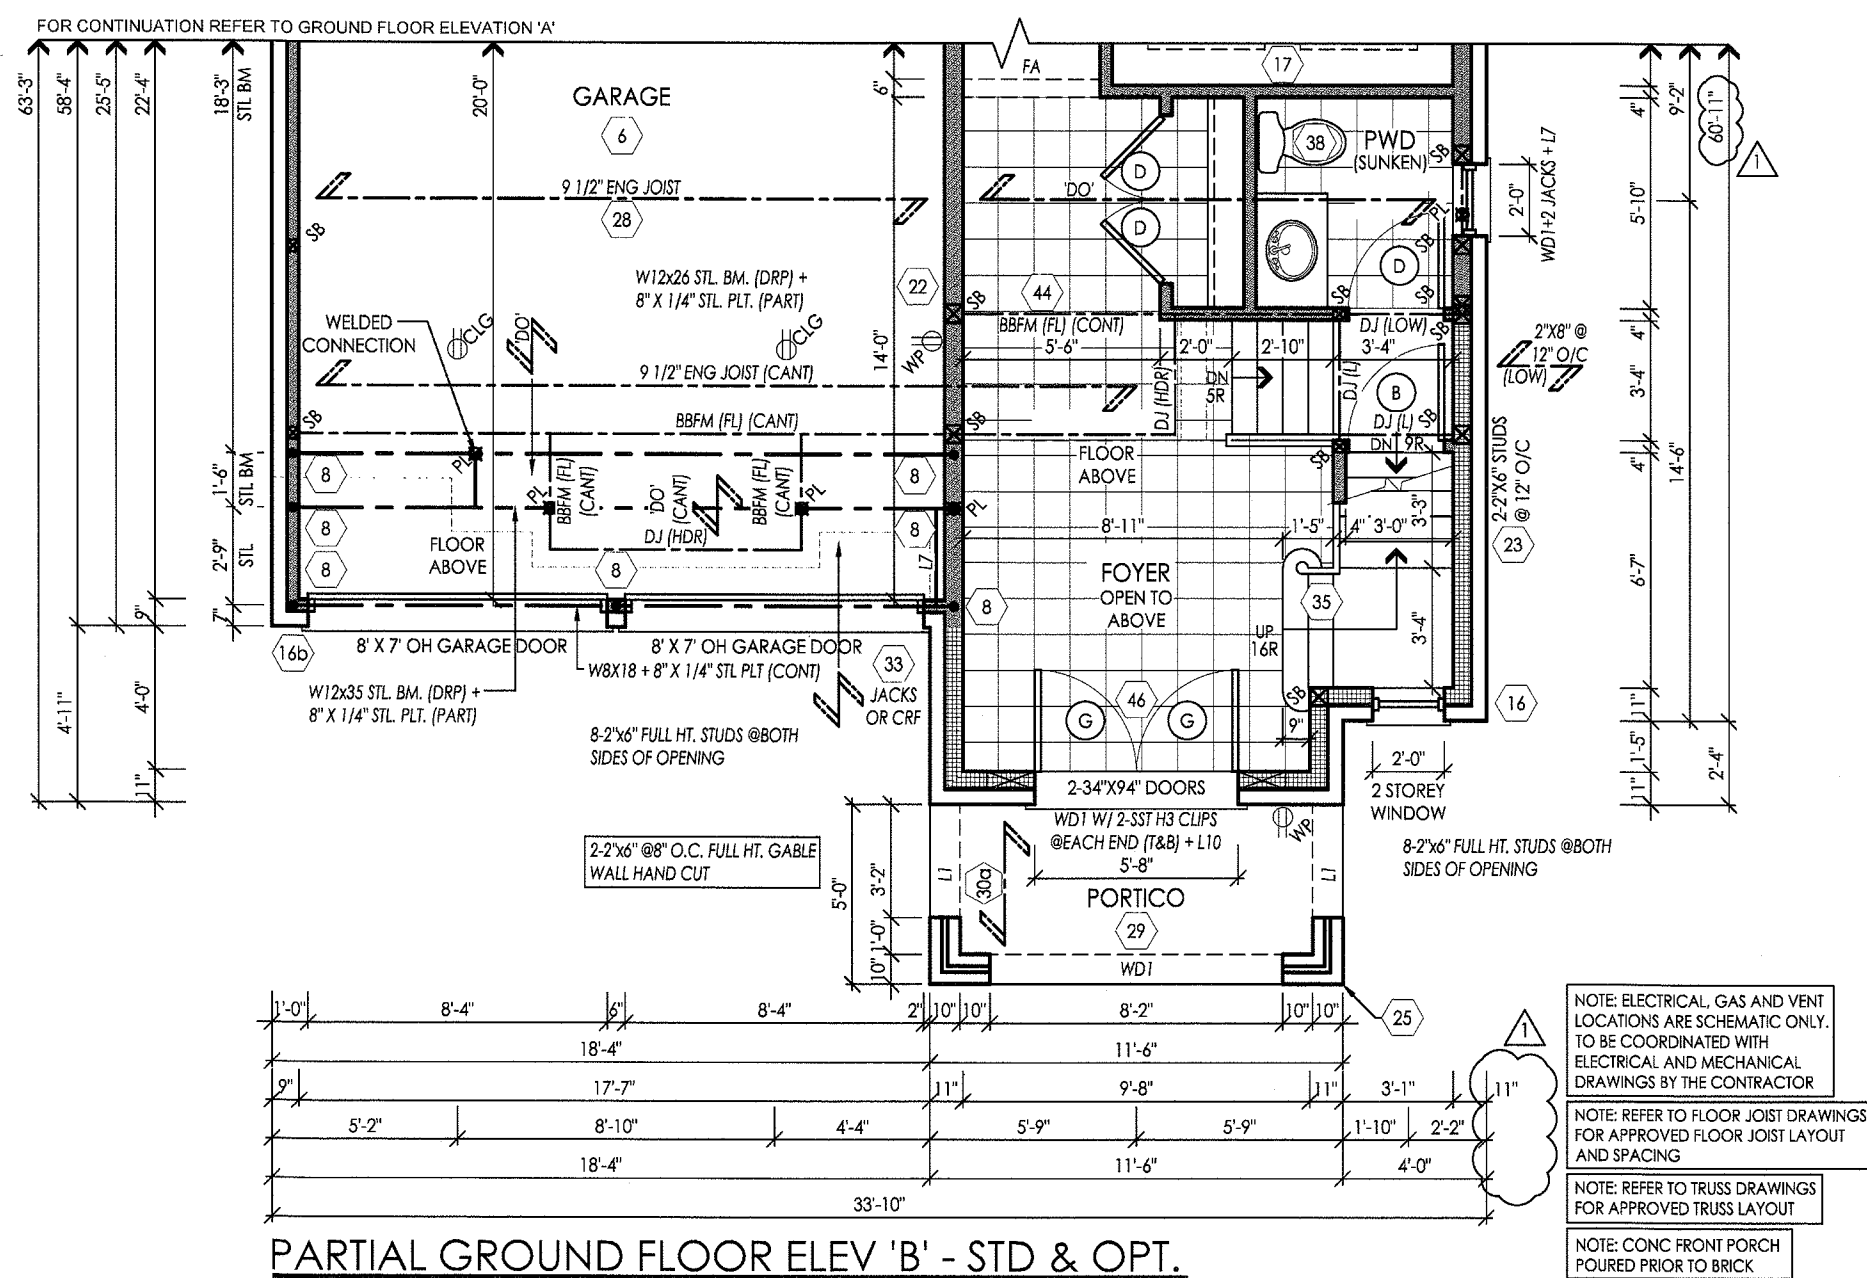 FOR CONTINUATION REFER TO GROUND FLOOR ELEVATION 'A'
63'-3"
58'-4"
25'-5"
22'-4"
18'-3"
STL BM
20'-0"
6"
FA
17
4"
9'-2"
60'-11"
1
GARAGE
6
38
PWD
(SUNKEN)
SB
D
9 1/2" ENG JOIST
28
'DO'
D
PL
2'-0"
WD1+2 JACKS + L7
5'-10"
SB
SB
D
W12x26 STL. BM. (DRP) +
8" X 1/4" STL. PLT. (PART)
22
SB
44
SB
SB
WELDED
CONNECTION
CLG
'DO'
CLG
WP
14'-0"
BBFM (FL) (CONT)
DJ (LOW)
SB
4"
5'-6"
2'-0"
2'-10"
3'-4"
2"X8" @
12" O/C
(LOW)
9 1/2" ENG JOIST (CANT)
DN
5R
DJ (HDR)
DJ (L)
B
3'-4"
SB
BBFM (FL) (CANT)
SB
DJ (L)
SB
DN 9R
FLOOR
ABOVE
SB
4"
14'-6"
2-2"X6" STUDS
@ 12" O/C
1'-6"
STL BM
PL
8
8
PL
BBFM (FL)
(CANT)
'DO'
(CANT)
BBFM (FL)
(CANT)
PL
PL
DJ (HDR)
8'-11"
1'-5"
4"
3'-0"
3'-3"
23
2'-9"
STL
8
8
FLOOR
ABOVE
8
8
L7
FOYER
OPEN TO
ABOVE
35
6'-7"
7"
9"
8
UP
16R
3'-4"
16b
8' X 7' OH GARAGE DOOR
8' X 7' OH GARAGE DOOR
33
W8X18 + 8" X 1/4" STL PLT (CONT)
W12x35 STL. BM. (DRP) +
8" X 1/4" STL. PLT. (PART)
JACKS
OR CRF
4'-11"
4'-0"
46
SB
16
11"
G
G
9"
8-2"x6" FULL HT. STUDS @BOTH
SIDES OF OPENING
1'-5"
2'-4"
11"
2'-0"
11"
2-34"X94" DOORS
2 STOREY
WINDOW
WD1 W/ 2-SST H3 CLIPS
@EACH END (T&B) + L10
WP
2-2"x6" @8" O.C. FULL HT. GABLE
WALL HAND CUT
8-2"x6" FULL HT. STUDS @BOTH
SIDES OF OPENING
5'-0"
3'-2"
L1
30a
5'-8"
L1
PORTICO
29
1'-0"
10"
WD1
1'-0"
8'-4"
6"
8'-4"
2"
10"
10"
8'-2"
10"
10"
25
18'-4"
11'-6"
9"
17'-7"
11"
9'-8"
11"
3'-1"
11"
1
5'-2"
8'-10"
4'-4"
5'-9"
5'-9"
1'-10"
2'-2"
18'-4"
11'-6"
4'-0"
33'-10"
NOTE: ELECTRICAL, GAS AND VENT
LOCATIONS ARE SCHEMATIC ONLY.
TO BE COORDINATED WITH
ELECTRICAL AND MECHANICAL
DRAWINGS BY THE CONTRACTOR
NOTE: REFER TO FLOOR JOIST DRAWINGS
FOR APPROVED FLOOR JOIST LAYOUT
AND SPACING
NOTE: REFER TO TRUSS DRAWINGS
FOR APPROVED TRUSS LAYOUT
NOTE: CONC FRONT PORCH
POURED PRIOR TO BRICK
PARTIAL GROUND FLOOR ELEV 'B' - STD & OPT.